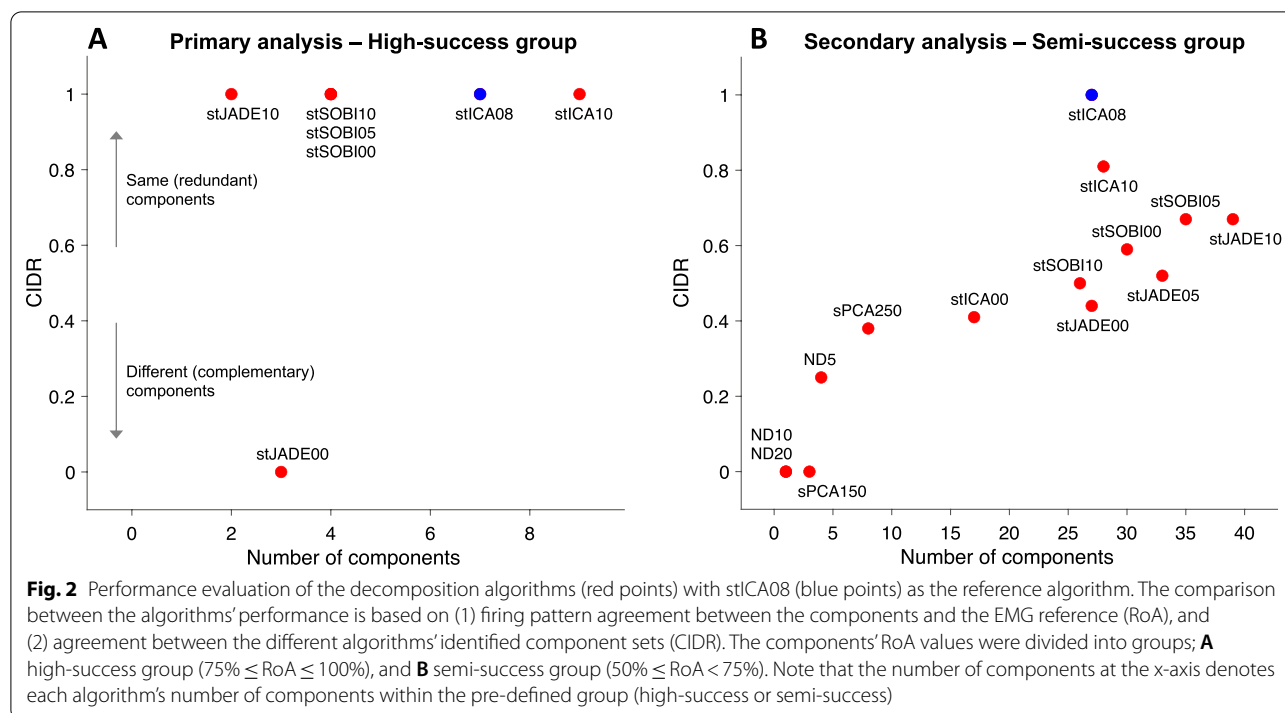 A Primary analysis – High-success group
CIDR
1
0.8
0.6
0.4
0.2
0
stJADE10
stSOBI10
stSOBI05
stSOBI00
stICA08
stICA10
Same (redundant)
components
Different (complementary)
components
stJADE00
0 2 4 6 8
Number of components
B Secondary analysis – Semi-success group
CIDR
1
0.8
0.6
0.4
0.2
0
stICA08
stICA10
stSOBI05
stJADE10
stSOBI00
stSOBI10
stJADE05
stJADE00
stICA00
sPCA250
ND5
ND10
ND20
sPCA150
0 5 10 15 20 25 30 35 40
Number of components
Fig. 2 Performance evaluation of the decomposition algorithms (red points) with stICA08 (blue points) as the reference algorithm. The comparison
between the algorithms’ performance is based on (1) firing pattern agreement between the components and the EMG reference (RoA), and
(2) agreement between the different algorithms’ identified component sets (CIDR). The components’ RoA values were divided into groups; A
high-success group (75% ≤ RoA ≤ 100%), and B semi-success group (50% ≤ RoA < 75%). Note that the number of components at the x-axis denotes
each algorithm’s number of components within the pre-defined group (high-success or semi-success)